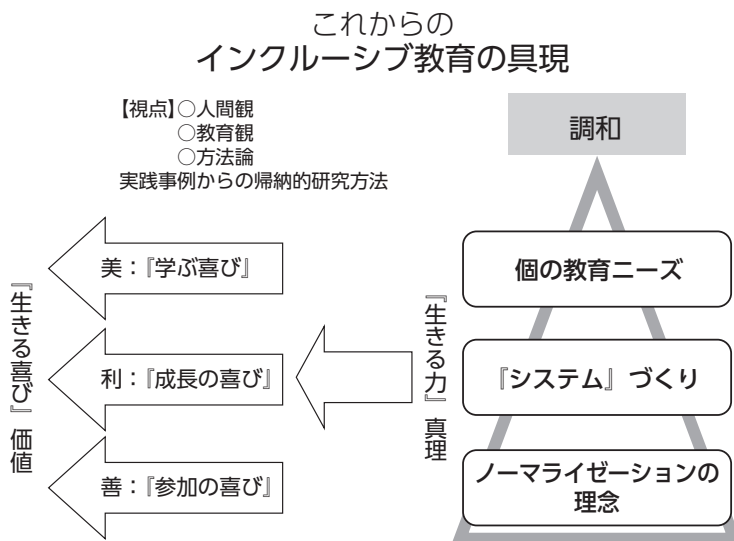 これからの
インクルーシブ教育の具現
【視点】○人間観
○教育観
○方法論
実践事例からの帰納的研究方法
調和
個の教育ニーズ
『システム』づくり
ノーマライゼーションの
理念
『生きる力』真理
美：『学ぶ喜び』
利：『成長の喜び』
善：『参加の喜び』
『生きる喜び』価値